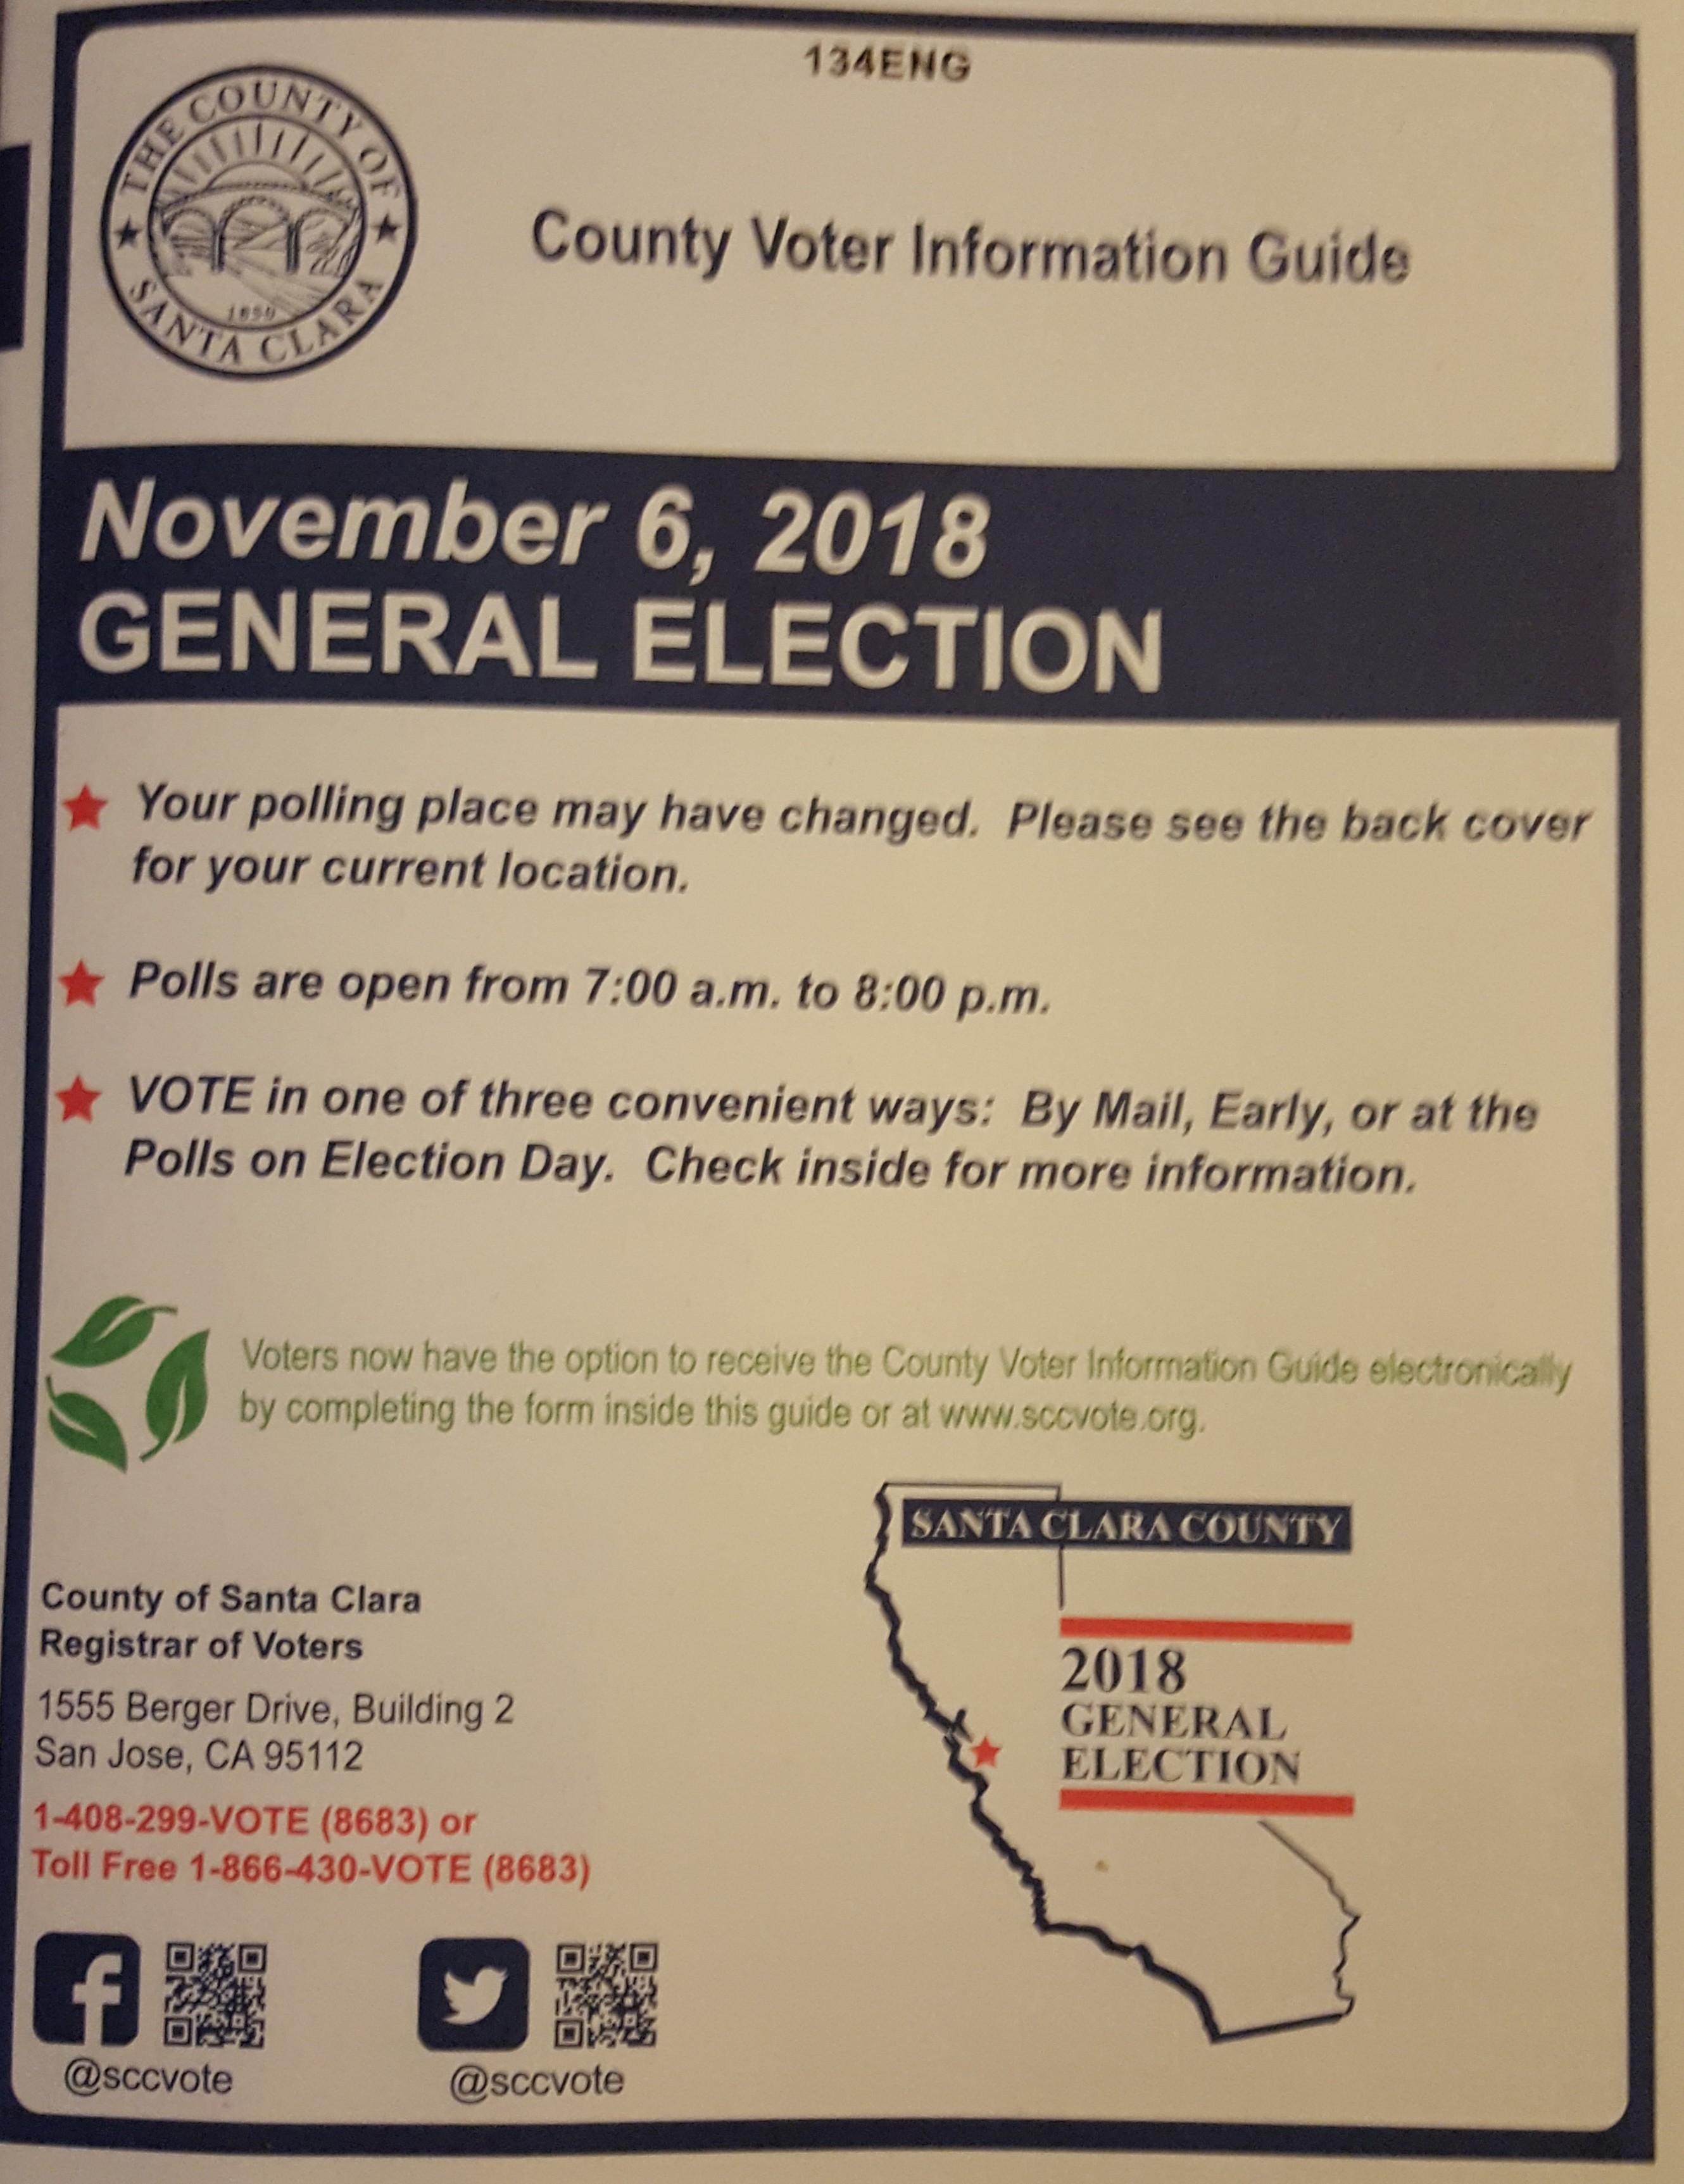 134ENG
THE COUNTY OF
SANTA CLARA
1850
County Voter Information Guide
November 6, 2018
GENERAL ELECTION
Your polling place may have changed. Please see the back cover
for your current location.
Polls are open from 7:00 a.m. to 8:00 p.m.
VOTE in one of three convenient ways: By Mail, Early, or at the
Polls on Election Day. Check inside for more information.
Voters now have the option to receive the County Voter Information Guide electronically
by completing the form inside this guide or at www.sccvote.org.
SANTA CLARA COUNTY
2018
GENERAL
ELECTION
County of Santa Clara
Registrar of Voters
1555 Berger Drive, Building 2
San Jose, CA 95112
1-408-299-VOTE (8683) or
Toll Free 1-866-430-VOTE (8683)
@sccvote
@sccvote